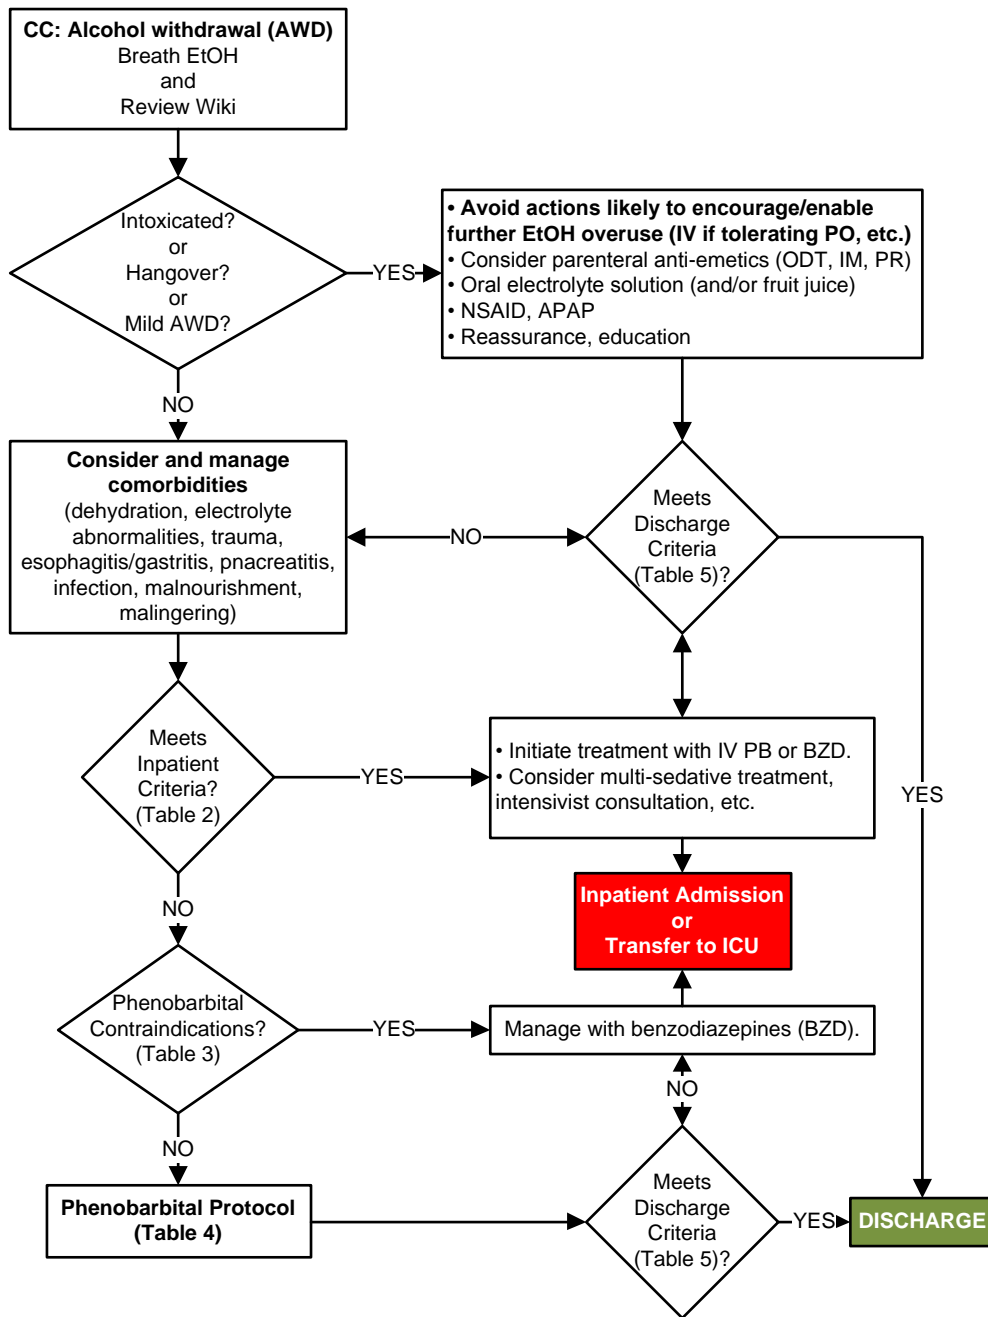 CC: Alcohol withdrawal (AWD)
Breath EtOH
and
Review Wiki
Intoxicated?
or
Hangover?
or
Mild AWD?
YES
• Avoid actions likely to encourage/enable
further EtOH overuse (IV if tolerating PO, etc.)
• Consider parenteral anti-emetics (ODT, IM, PR)
• Oral electrolyte solution (and/or fruit juice)
• NSAID, APAP
• Reassurance, education
NO
Consider and manage
comorbidities
(dehydration, electrolyte
abnormalities, trauma,
esophagitis/gastritis, pnacreatitis,
infection, malnourishment,
malingering)
NO
Meets
Discharge
Criteria
(Table 5)?
YES
Meets
Inpatient
Criteria?
(Table 2)
YES
• Initiate treatment with IV PB or BZD.
• Consider multi-sedative treatment,
intensivist consultation, etc.
Inpatient Admission
or
Transfer to ICU
NO
Phenobarbital
Contraindications?
(Table 3)
YES
Manage with benzodiazepines (BZD).
NO
NO
Phenobarbital Protocol
(Table 4)
Meets
Discharge
Criteria
(Table 5)?
YES
DISCHARGE